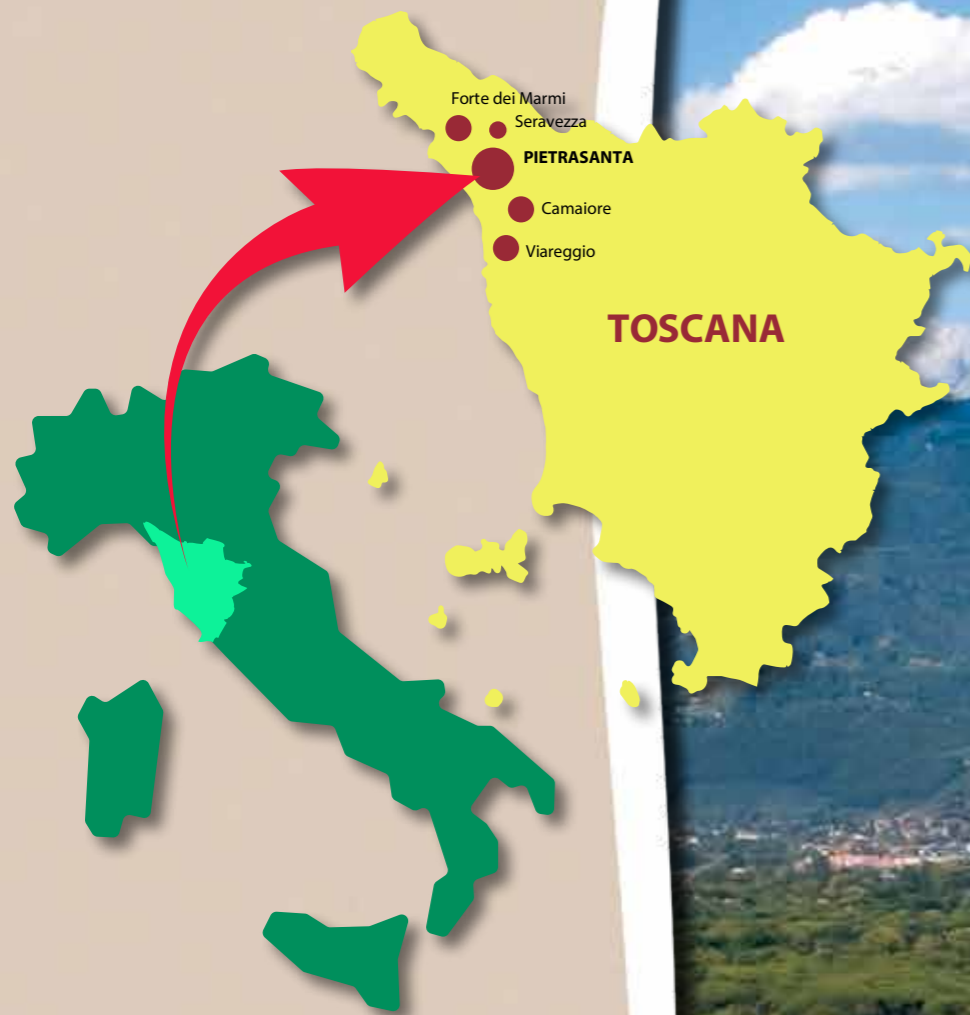 Forte dei Marmi
Seravezza
PIETRASANTA
Camaiore
Viareggio
TOSCANA